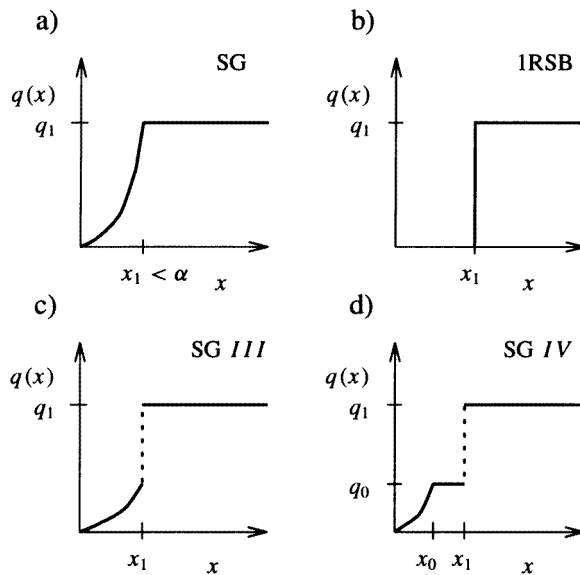 a)
SG
q(x)
q₁
x₁ < α
x
b)
1RSB
q(x)
q₁
x₁
x
c)
SG III
q(x)
q₁
x₁
x
d)
SG IV
q(x)
q₁
q₀
x₀
x₁
x